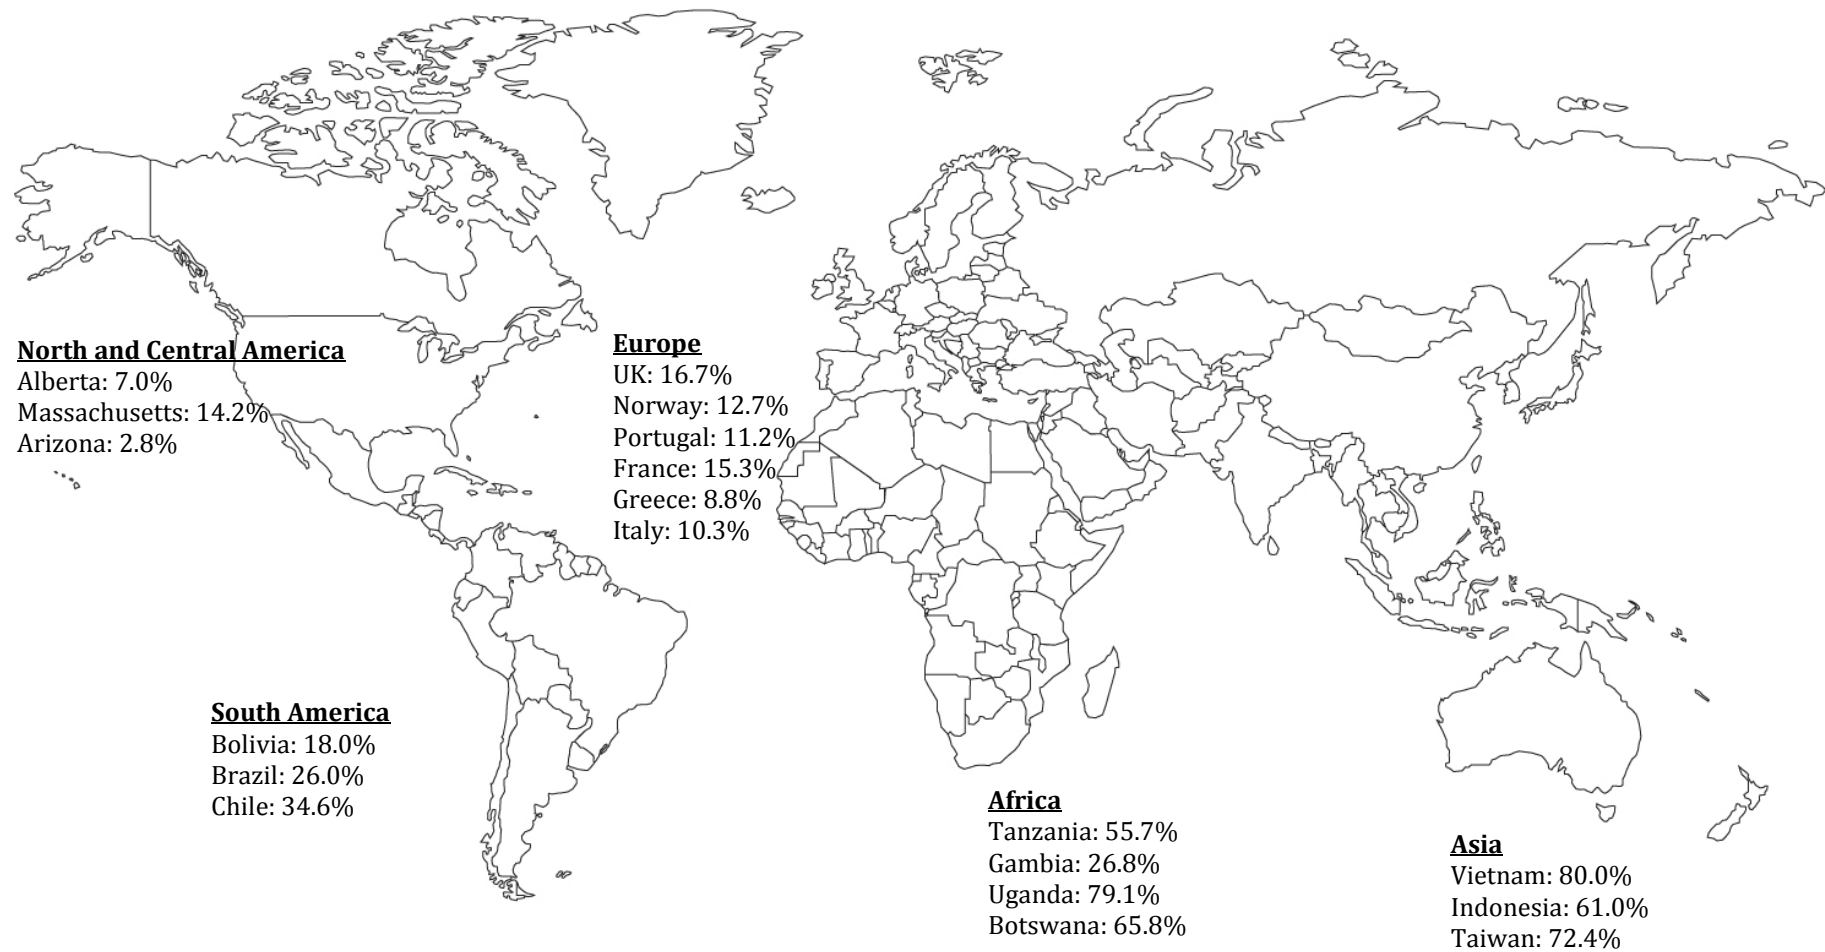 North and Central America
Alberta: 7.0%
Massachusetts: 14.2%
Arizona: 2.8%
Europe
UK: 16.7%
Norway: 12.7%
Portugal: 11.2%
France: 15.3%
Greece: 8.8%
Italy: 10.3%
South America
Bolivia: 18.0%
Brazil: 26.0%
Chile: 34.6%
Africa
Tanzania: 55.7%
Gambia: 26.8%
Uganda: 79.1%
Botswana: 65.8%
Asia
Vietnam: 80.0%
Indonesia: 61.0%
Taiwan: 72.4%